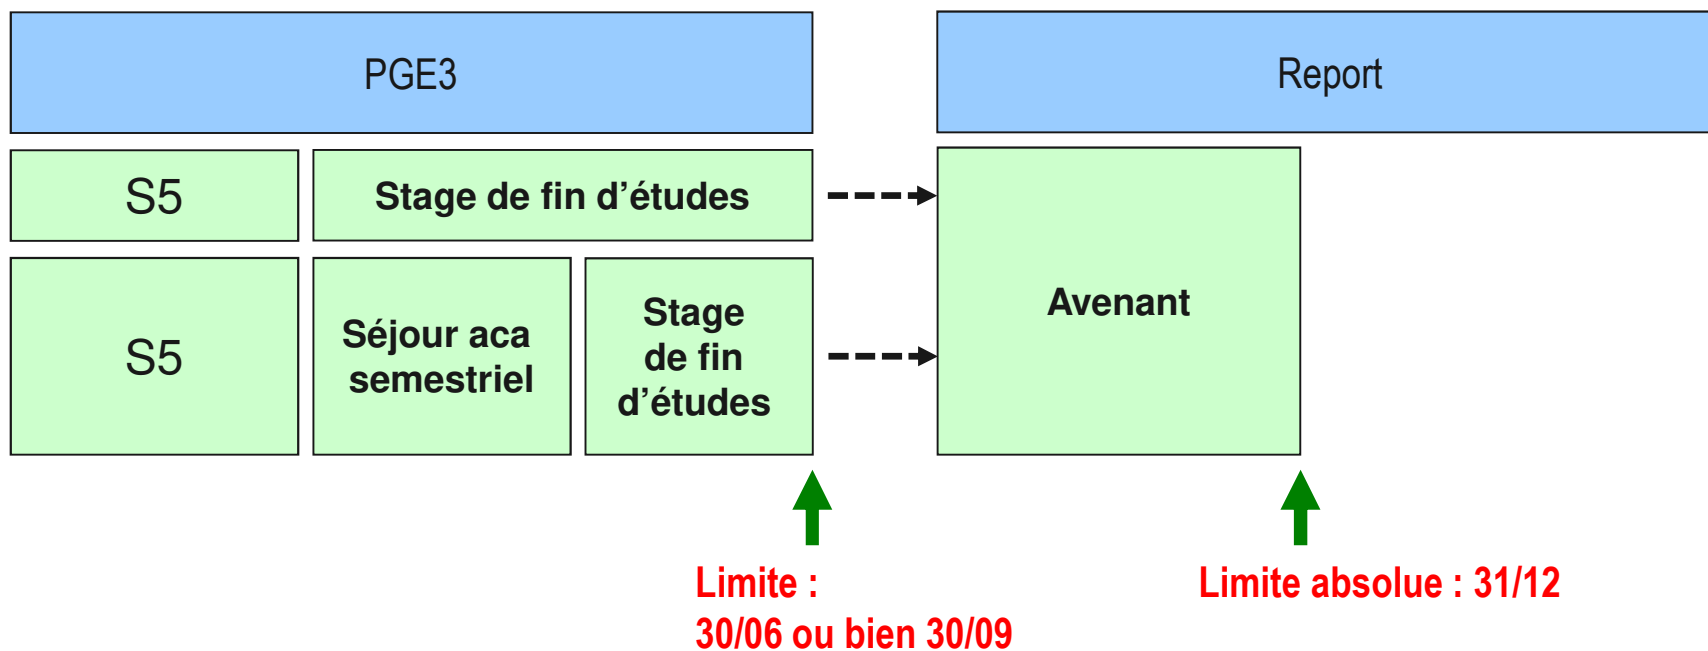 PGE3
Report
S5
Stage de fin d’études
S5
Séjour aca
semestriel
Stage
de fin
d’études
Avenant
Limite :
30/06 ou bien 30/09
Limite absolue : 31/12